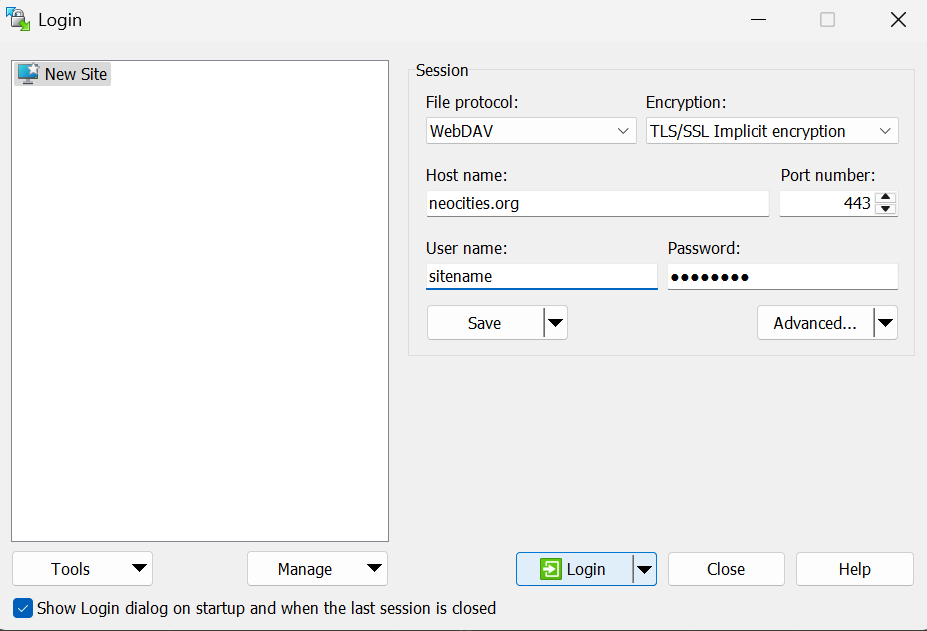 Login
New Site
Session
File protocol: Encryption:
WebDAV TLS/SSL Implicit encryption
Host name: Port number:
neocities.org 443
User name: Password:
sitename ●●●●●●●●
Save Advanced...
Tools Manage Login Close Help
Show Login dialog on startup and when the last session is closed